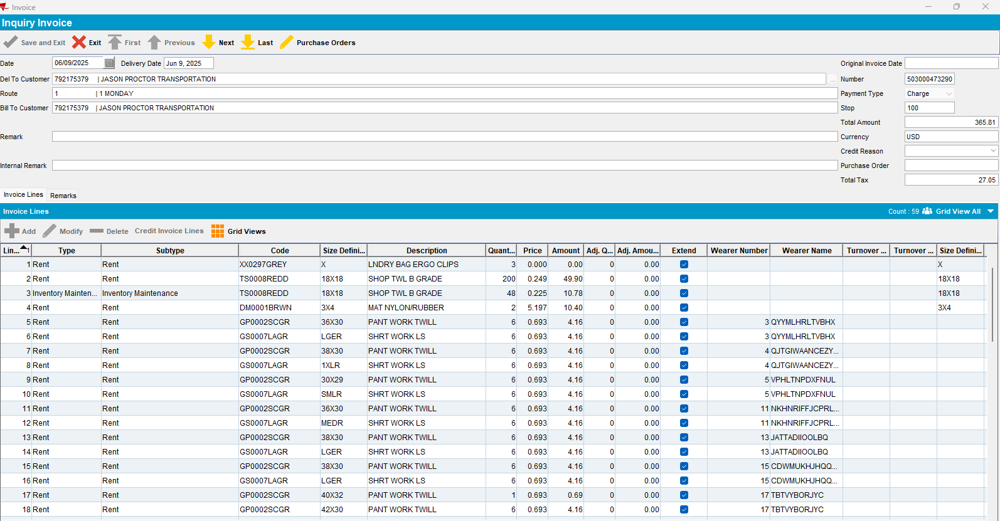 Invoice
Inquiry Invoice
Save and Exit Exit First Previous Next Last Purchase Orders
Date 06/09/2025 16 Delivery Date Jun 9, 2025 Original Invoice Date
Del To Customer 792175379 | JASON PROCTOR TRANSPORTATION ... Number 503000473290
Route 1 | 1 MONDAY Payment Type Charge
Bill To Customer 792175379 | JASON PROCTOR TRANSPORTATION Stop 100
Total Amount 365.81
Remark Currency USD
Credit Reason
Internal Remark Purchase Order
Total Tax 27.05
Invoice Lines Remarks
Invoice Lines Count : 59 Grid View All
Add Modify Delete Credit Invoice Lines Grid Views
Lin... 1 Type Subtype Code Size Defini... Description Quant... Price Amount Adj. Q... Adj. Amou... Extend Wearer Number Wearer Name Turnover ... Turnover ... Size Defini...
1 Rent Rent XX0297GREY X LNDRY BAG ERGO CLIPS 3 0.000 0.00 0 0.00 X
2 Rent Rent TS0008REDD 18X18 SHOP TWL B GRADE 200 0.249 49.90 0 0.00 18X18
3 Inventory Mainten... Inventory Maintenance TS0008REDD 18X18 SHOP TWL B GRADE 48 0.225 10.78 0 0.00 18X18
4 Rent Rent DM0001BRWN 3X4 MAT NYLON/RUBBER 2 5.197 10.40 0 0.00 3X4
5 Rent Rent GP0002SCGR 36X30 PANT WORK TWILL 6 0.693 4.16 0 0.00 3 QYYMLHRLTVBHX
6 Rent Rent GS0007LAGR LGER SHRT WORK LS 6 0.693 4.16 0 0.00 3 QYYMLHRLTVBHX
7 Rent Rent GP0002SCGR 38X30 PANT WORK TWILL 6 0.693 4.16 0 0.00 4 QJTGIWAANCEZY...
8 Rent Rent GS0007LAGR 1XLR SHRT WORK LS 6 0.693 4.16 0 0.00 4 QJTGIWAANCEZY...
9 Rent Rent GP0002SCGR 30X29 PANT WORK TWILL 6 0.693 4.16 0 0.00 5 VPHLTNPDXFNUL
10 Rent Rent GS0007LAGR SMLR SHRT WORK LS 6 0.693 4.16 0 0.00 5 VPHLTNPDXFNUL
11 Rent Rent GP0002SCGR 36X30 PANT WORK TWILL 6 0.693 4.16 0 0.00 11 NKHNRIFFJCPRL...
12 Rent Rent GS0007LAGR MEDR SHRT WORK LS 6 0.693 4.16 0 0.00 11 NKHNRIFFJCPRL...
13 Rent Rent GP0002SCGR 38X30 PANT WORK TWILL 6 0.693 4.16 0 0.00 13 JATTADIIOOLBQ
14 Rent Rent GS0007LAGR LGER SHRT WORK LS 6 0.693 4.16 0 0.00 13 JATTADIIOOLBQ
15 Rent Rent GP0002SCGR 38X30 PANT WORK TWILL 6 0.693 4.16 0 0.00 15 CDWMUKHJHQQ...
16 Rent Rent GS0007LAGR LGER SHRT WORK LS 6 0.693 4.16 0 0.00 15 CDWMUKHJHQQ...
17 Rent Rent GP0002SCGR 40X32 PANT WORK TWILL 1 0.693 0.69 0 0.00 17 TBTVYBORJYC
18 Rent Rent GP0002SCGR 42X30 PANT WORK TWILL 6 0.693 4.16 0 0.00 17 TBTVYBORJYC